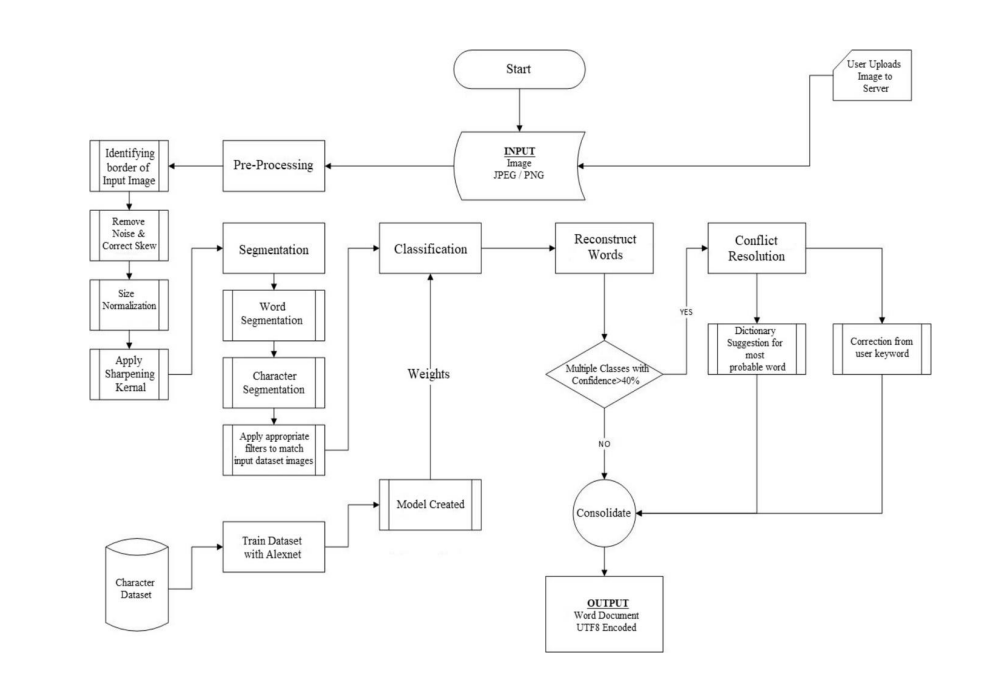 Start
User Uploads
Image to
Server
INPUT
Image
JPEG / PNG
Pre-Processing
Identifying
border of
Input Image
Remove
Noise &
Correct Skew
Size
Normalization
Apply
Sharpening
Kernal
Segmentation
Word
Segmentation
Character
Segmentation
Apply appropriate
filters to match
input dataset images
Classification
Weights
Model Created
Train Dataset
with Alexnet
Character
Dataset
Reconstruct
Words
Multiple Classes with
Confidence>40%
YES
NO
Conflict
Resolution
Dictionary
Suggestion for
most
probable word
Correction from
user keyword
Consolidate
OUTPUT
Word Document
UTF8 Encoded